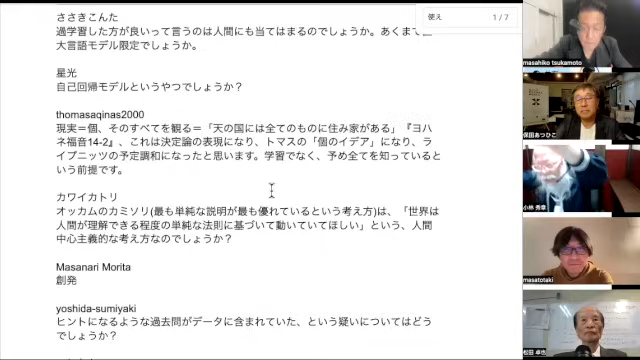 ささきこんた
過学習した方が良いって言うのは人間にも当てはまるのでしょうか。あくまで
大言語モデル限定でしょうか。
星光
自己回帰モデルというやつでしょうか？
thomasaqinas2000
現実＝個、そのすべてを観る＝「天の国には全てのものに住み家がある」『ヨハ
ネ福音14-2』、これは決定論の表現になり、トマスの「個のイデア」になり、ラ
イプニッツの予定調和になったと思います。学習でなく、予め全てを知っていると
いう前提です。
カワイカトリ
オッカムのカミソリ(最も単純な説明が最も優れているという考え方)は、「世界は
人間が理解できる程度の単純な法則に基づいて動いていてほしい」という、人間
中心主義的な考え方なのでしょうか？
Masanari Morita
創発
yoshida-sumiyaki
ヒントになるような過去問がデータに含まれていた、という疑いについてはどう
でしょうか？
使え
1 / 7
masahiko tsukamoto
保田あつひこ
小林 秀章
masatotaki
松田 卓也